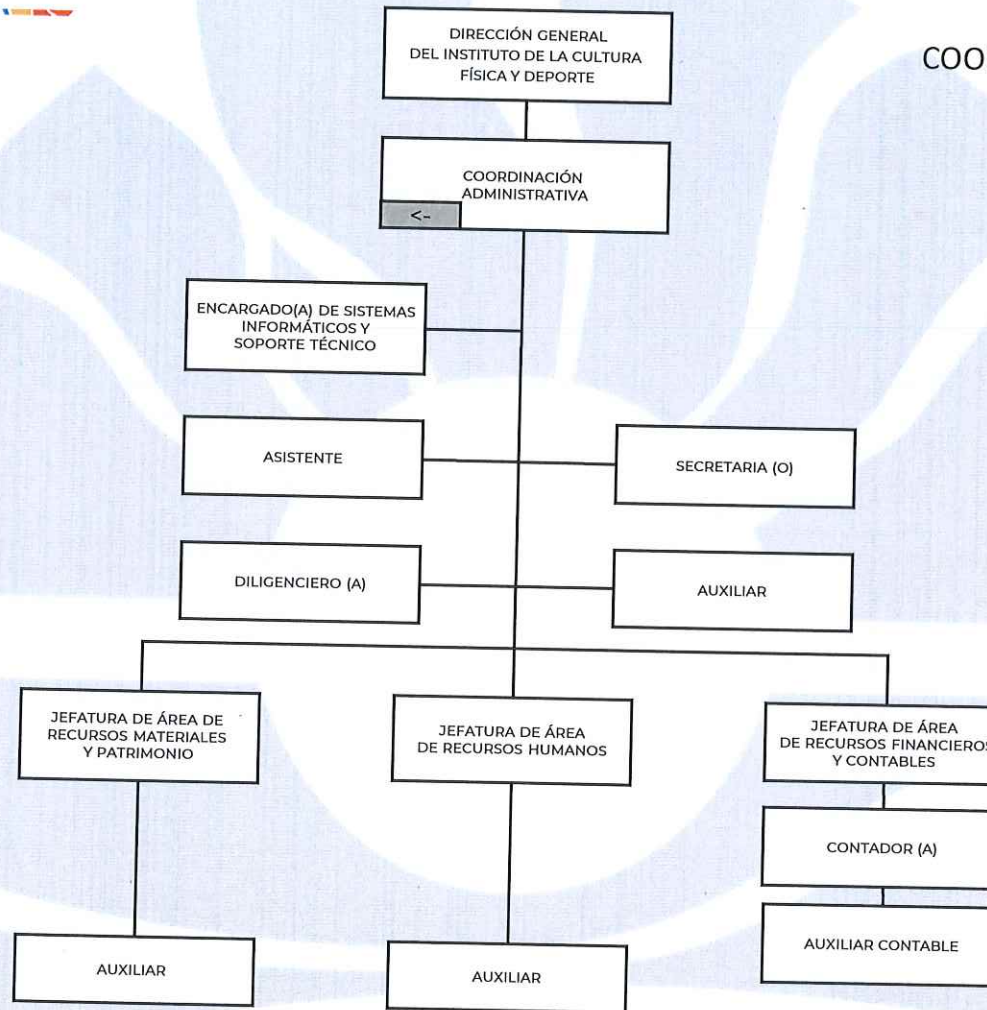 DIRECCIÓN GENERAL
DEL INSTITUTO DE LA CULTURA
FÍSICA Y DEPORTE
COO
COORDINACIÓN
ADMINISTRATIVA
<-
ENCARGADO(A) DE SISTEMAS
INFORMÁTICOS Y
SOPORTE TÉCNICO
ASISTENTE
SECRETARIA (O)
DILIGENCIERO (A)
AUXILIAR
JEFATURA DE ÁREA DE
RECURSOS MATERIALES
Y PATRIMONIO
JEFATURA DE ÁREA
DE RECURSOS HUMANOS
JEFATURA DE ÁREA
DE RECURSOS FINANCIEROS
Y CONTABLES
CONTADOR (A)
AUXILIAR CONTABLE
AUXILIAR
AUXILIAR